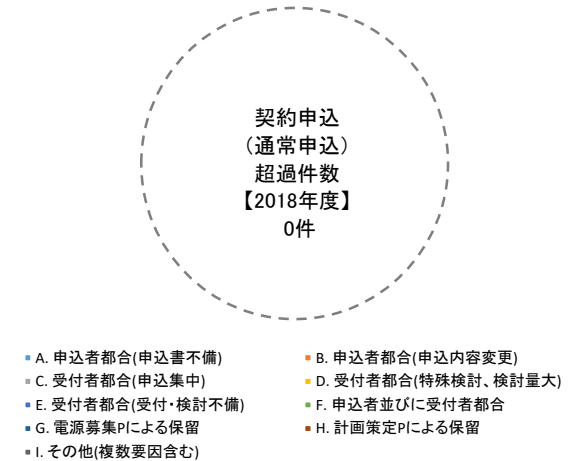 契約申込
（通常申込）
超過件数
【2018年度】
0件
A. 申込者都合(申込書不備)
B. 申込者都合(申込内容変更)
C. 受付者都合(申込集中)
D. 受付者都合(特殊検討、検討量大)
E. 受付者都合(受付・検討不備)
F. 申込者並びに受付者都合
G. 電源募集Pによる保留
H. 計画策定Pによる保留
I. その他(複数要因含む)